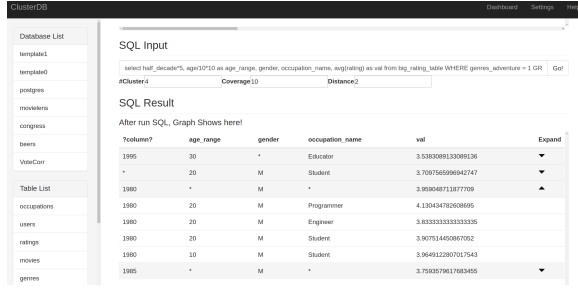 ClusterDB Dashboard Settings Help
Database List
template1
template0
postgres
movielens
congress
beers
VoteCorr
Table List
occupations
users
ratings
movies
genres
SQL Input
select half_decade*5, age/10*10 as age_range, gender, occupation_name, avg(rating) as val from big_rating_table WHERE genres_adventure = 1 GR Go!
#Cluster 4 Coverage 10 Distance 2
SQL Result
After run SQL, Graph Shows here!
?column? age_range gender occupation_name val Expand
1995 30 * Educator 3.5383089133089136
* 20 M Student 3.7097565996942747
1980 * M * 3.959048711877709
1980 20 M Programmer 4.130434782608695
1980 20 M Engineer 3.8333333333333335
1980 20 M Student 3.907514450867052
1980 10 M Student 3.9649122807017543
1985 * M * 3.7593579617683455